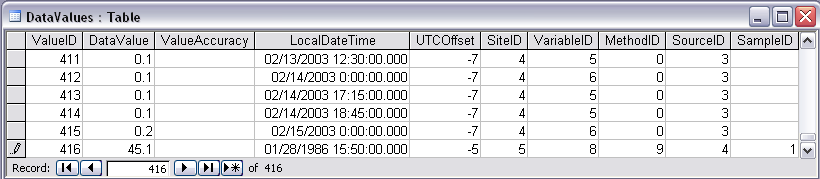 DataValues : Table
ValueID DataValue ValueAccuracy LocalDateTime UTCOffset SiteID VariableID MethodID SourceID SampleID
411 0.1 02/13/2003 12:30:00.000 -7 4 5 0 3
412 0.1 02/14/2003 0:00:00.000 -7 4 6 0 3
413 0.1 02/14/2003 17:15:00.000 -7 4 5 0 3
414 0.1 02/14/2003 18:45:00.000 -7 4 5 0 3
415 0.2 02/15/2003 0:00:00.000 -7 4 6 0 3
416 45.1 01/28/1986 15:50:00.000 -5 5 8 9 4 1
Record: 416 of 416